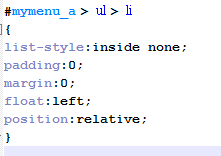 #mymenu_a > ul > li
{
list-style:inside none;
padding:0;
margin:0;
float:left;
position:relative;
}